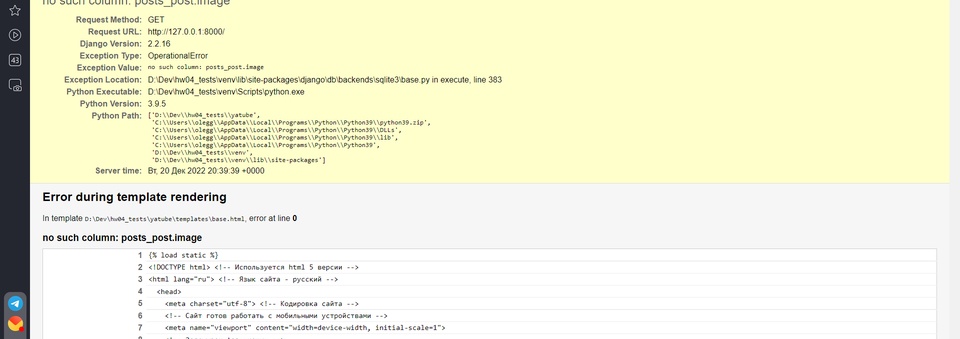 no such column: posts_post.image
Request Method: GET
Request URL: http://127.0.0.1:8000/
Django Version: 2.2.16
Exception Type: OperationalError
Exception Value: no such column: posts_post.image
43
Exception Location: D:\Dev\hw04_tests\venv\lib\site-packages\django\db\backends\sqlite3\base.py in execute, line 383
Python Executable: D:\Dev\hw04_tests\venv\Scripts\python.exe
Python Version: 3.9.5
Python Path: ['D:\\Dev\\hw04_tests\\yatube',
'C:\\Users\\olegg\\AppData\\Local\\Programs\\Python\\Python39\\python39.zip',
'C:\\Users\\olegg\\AppData\\Local\\Programs\\Python\\Python39\\DLLs',
'C:\\Users\\olegg\\AppData\\Local\\Programs\\Python\\Python39\\lib',
'C:\\Users\\olegg\\AppData\\Local\\Programs\\Python\\Python39',
'D:\\Dev\\hw04_tests\\venv',
'D:\\Dev\\hw04_tests\\venv\\lib\\site-packages']
Server time: Вт, 20 Дек 2022 20:39:39 +0000
Error during template rendering
In template D:\Dev\hw04_tests\yatube\templates\base.html, error at line 0
no such column: posts_post.image
1 {% load static %}
2 <!DOCTYPE html> <!-- Используется html 5 версии -->
3 <html lang="ru"> <!-- Язык сайта - русский -->
4 <head>
5 <meta charset="utf-8"> <!-- Кодировка сайта -->
6 <!-- Сайт готов работать с мобильными устройствами -->
7 <meta name="viewport" content="width=device-width, initial-scale=1">